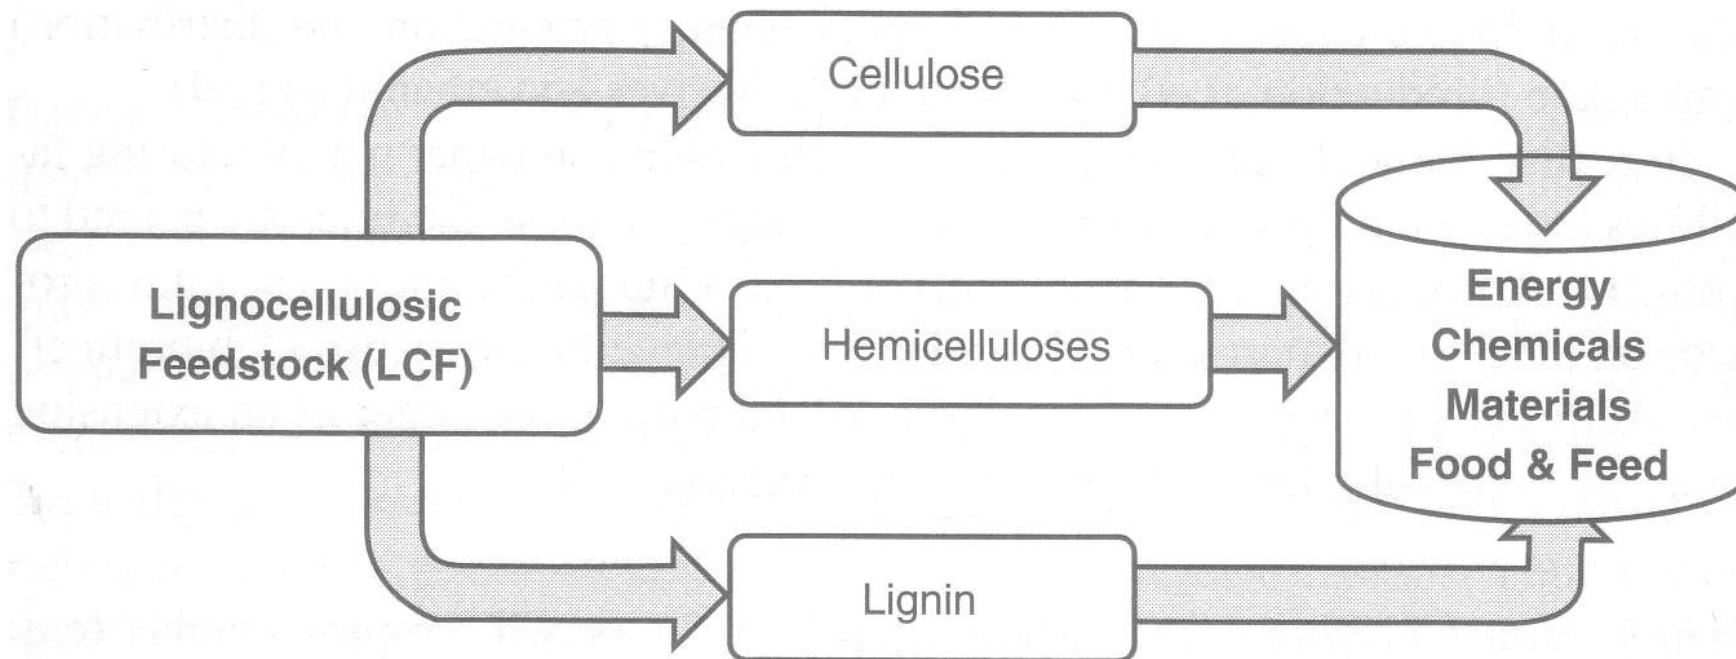 Cellulose
Lignocellulosic
Feedstock (LCF)
Hemicelluloses
Energy
Chemicals
Materials
Food & Feed
Lignin